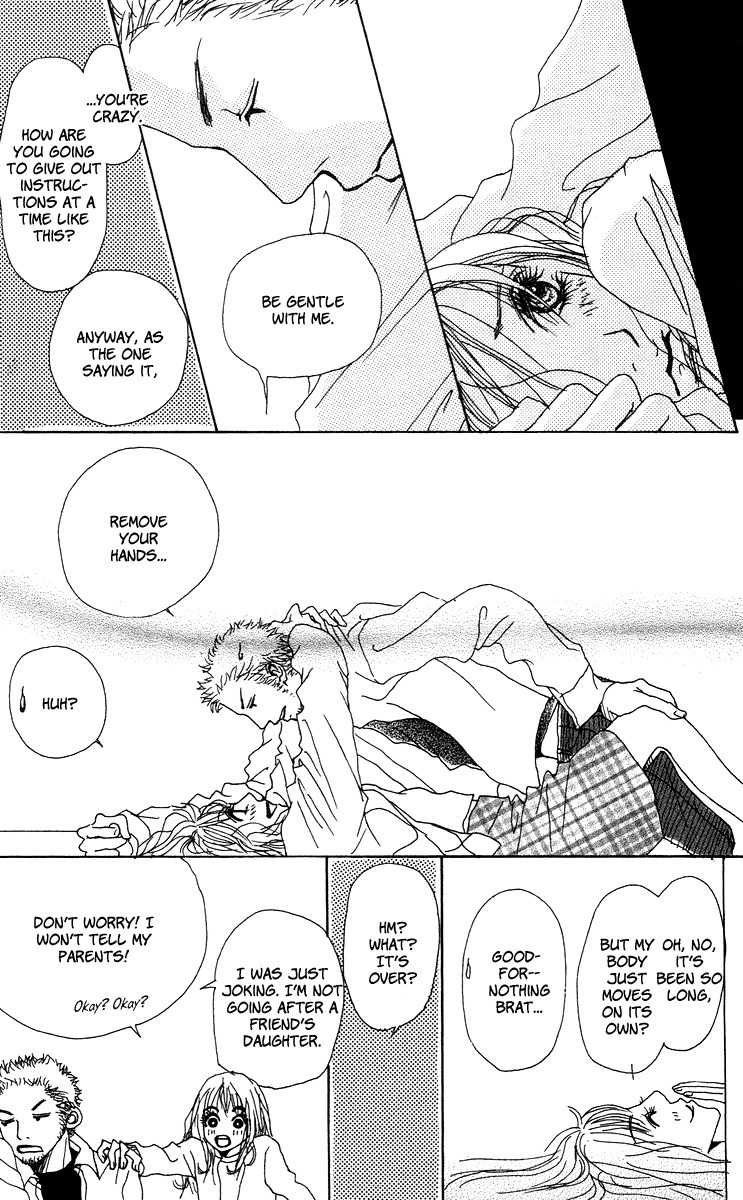 BE GENTLE
WITH ME.
...YOU'RE
CRAZY.
HOW ARE
YOU GOING
TO GIVE OUT
INSTRUC-
TIONS AT A
TIME LIKE
THIS?
ANYWAY, AS
THE ONE
SAYING IT,
REMOVE
YOUR
HANDS...
HUH?
OH, NO,
IT'S
BEEN SO
LONG,
BUT MY
BODY
JUST
MOVES
ON ITS
OWN?
GOOD-
FOR--
NOTHING
BRAT...
HM?
WHAT?
IT'S
OVER?
I WAS JUST
JOKING. I'M NOT
GOING AFTER A
FRIEND'S
DAUGHTER.
DON'T WORRY! I
WON'T TELL MY
PARENTS!
Okay? Okay?